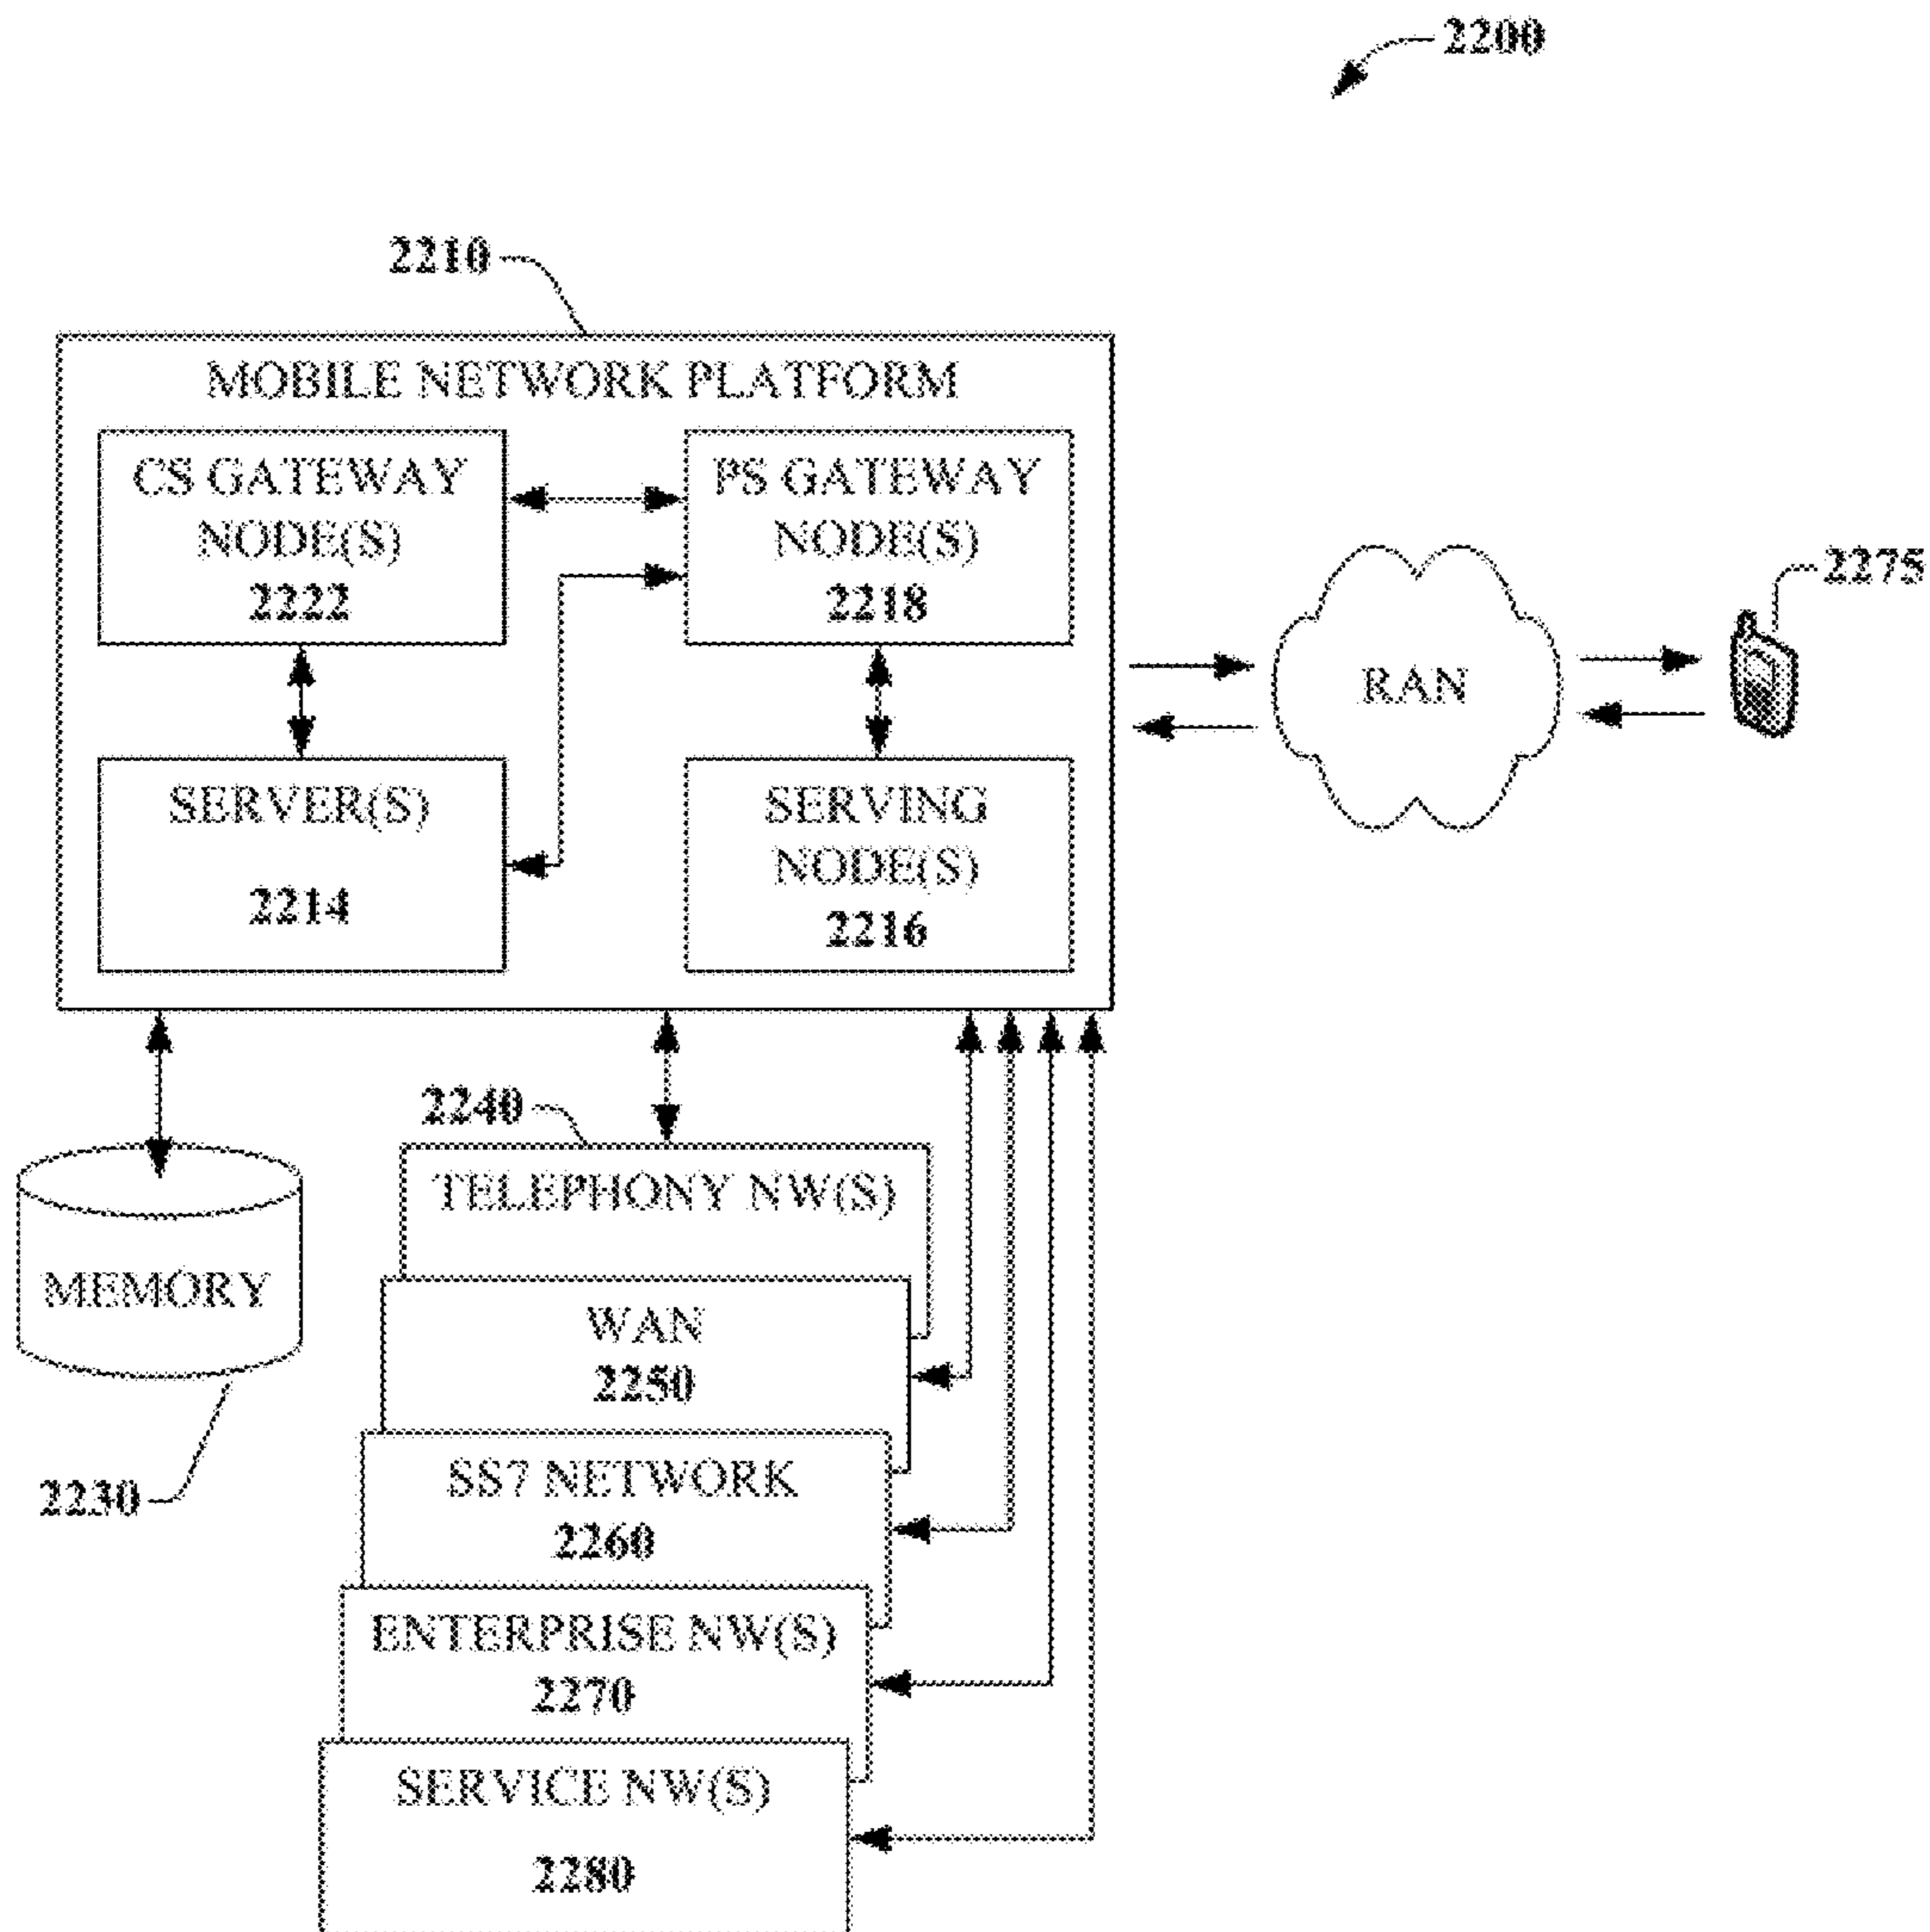 2200
2210
MOBILE NETWORK PLATFORM
CS GATEWAY
NODE(S)
2222
PS GATEWAY
NODE(S)
2218
SERVER(S)
2214
SERVING
NODE(S)
2216
RAN
2275
2240
TELEPHONY NW(S)
MEMORY
2230
WAN
2250
SS7 NETWORK
2260
ENTERPRISE NW(S)
2270
SERVICE NW(S)
2280